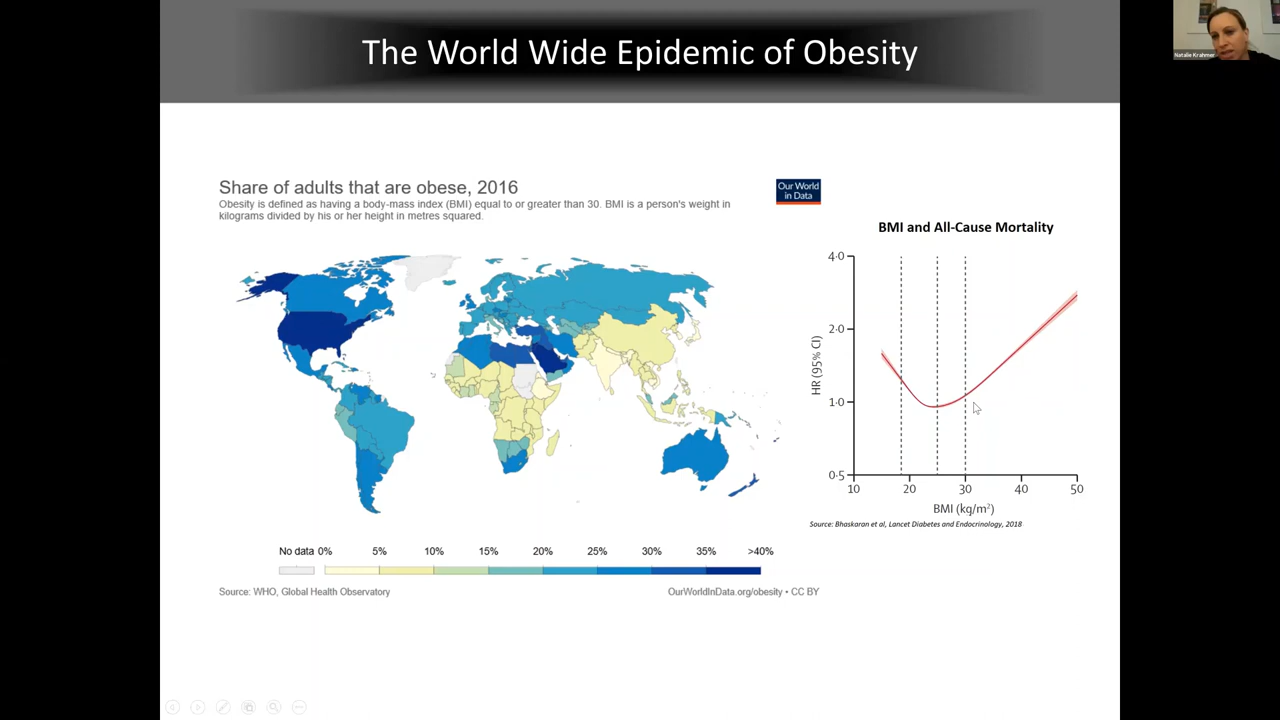 The World Wide Epidemic of Obesity
Natalie Krahmer
Share of adults that are obese, 2016
Obesity is defined as having a body-mass index (BMI) equal to or greater than 30. BMI is a person's weight in
kilograms divided by his or her height in metres squared.
Our World
in Data
No data 0% 5% 10% 15% 20% 25% 30% 35% >40%
Source: WHO, Global Health Observatory
OurWorldInData.org/obesity • CC BY
BMI and All-Cause Mortality
4·0
2·0
1·0
0·5
HR (95% CI)
10 20 30 40 50
BMI (kg/m²)
Source: Bhaskaran et al, Lancet Diabetes and Endocrinology, 2018